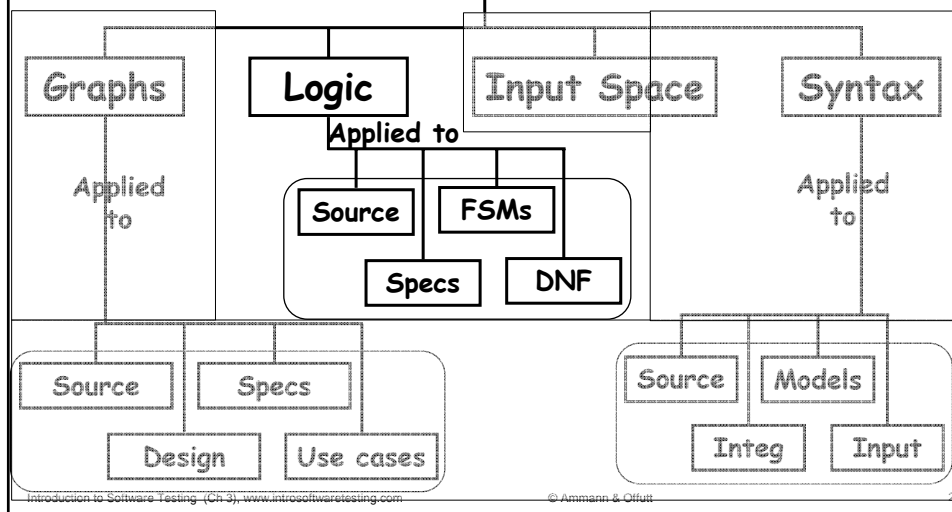 Graphs
Logic
Input Space
Syntax
Applied to
Applied
to
Applied
to
Source
FSMs
Specs
DNF
Source
Specs
Design
Use cases
Source
Models
Integ
Input
Introduction to Software Testing (Ch 3), www.introsoftwaretesting.com
© Ammann & Offutt
2